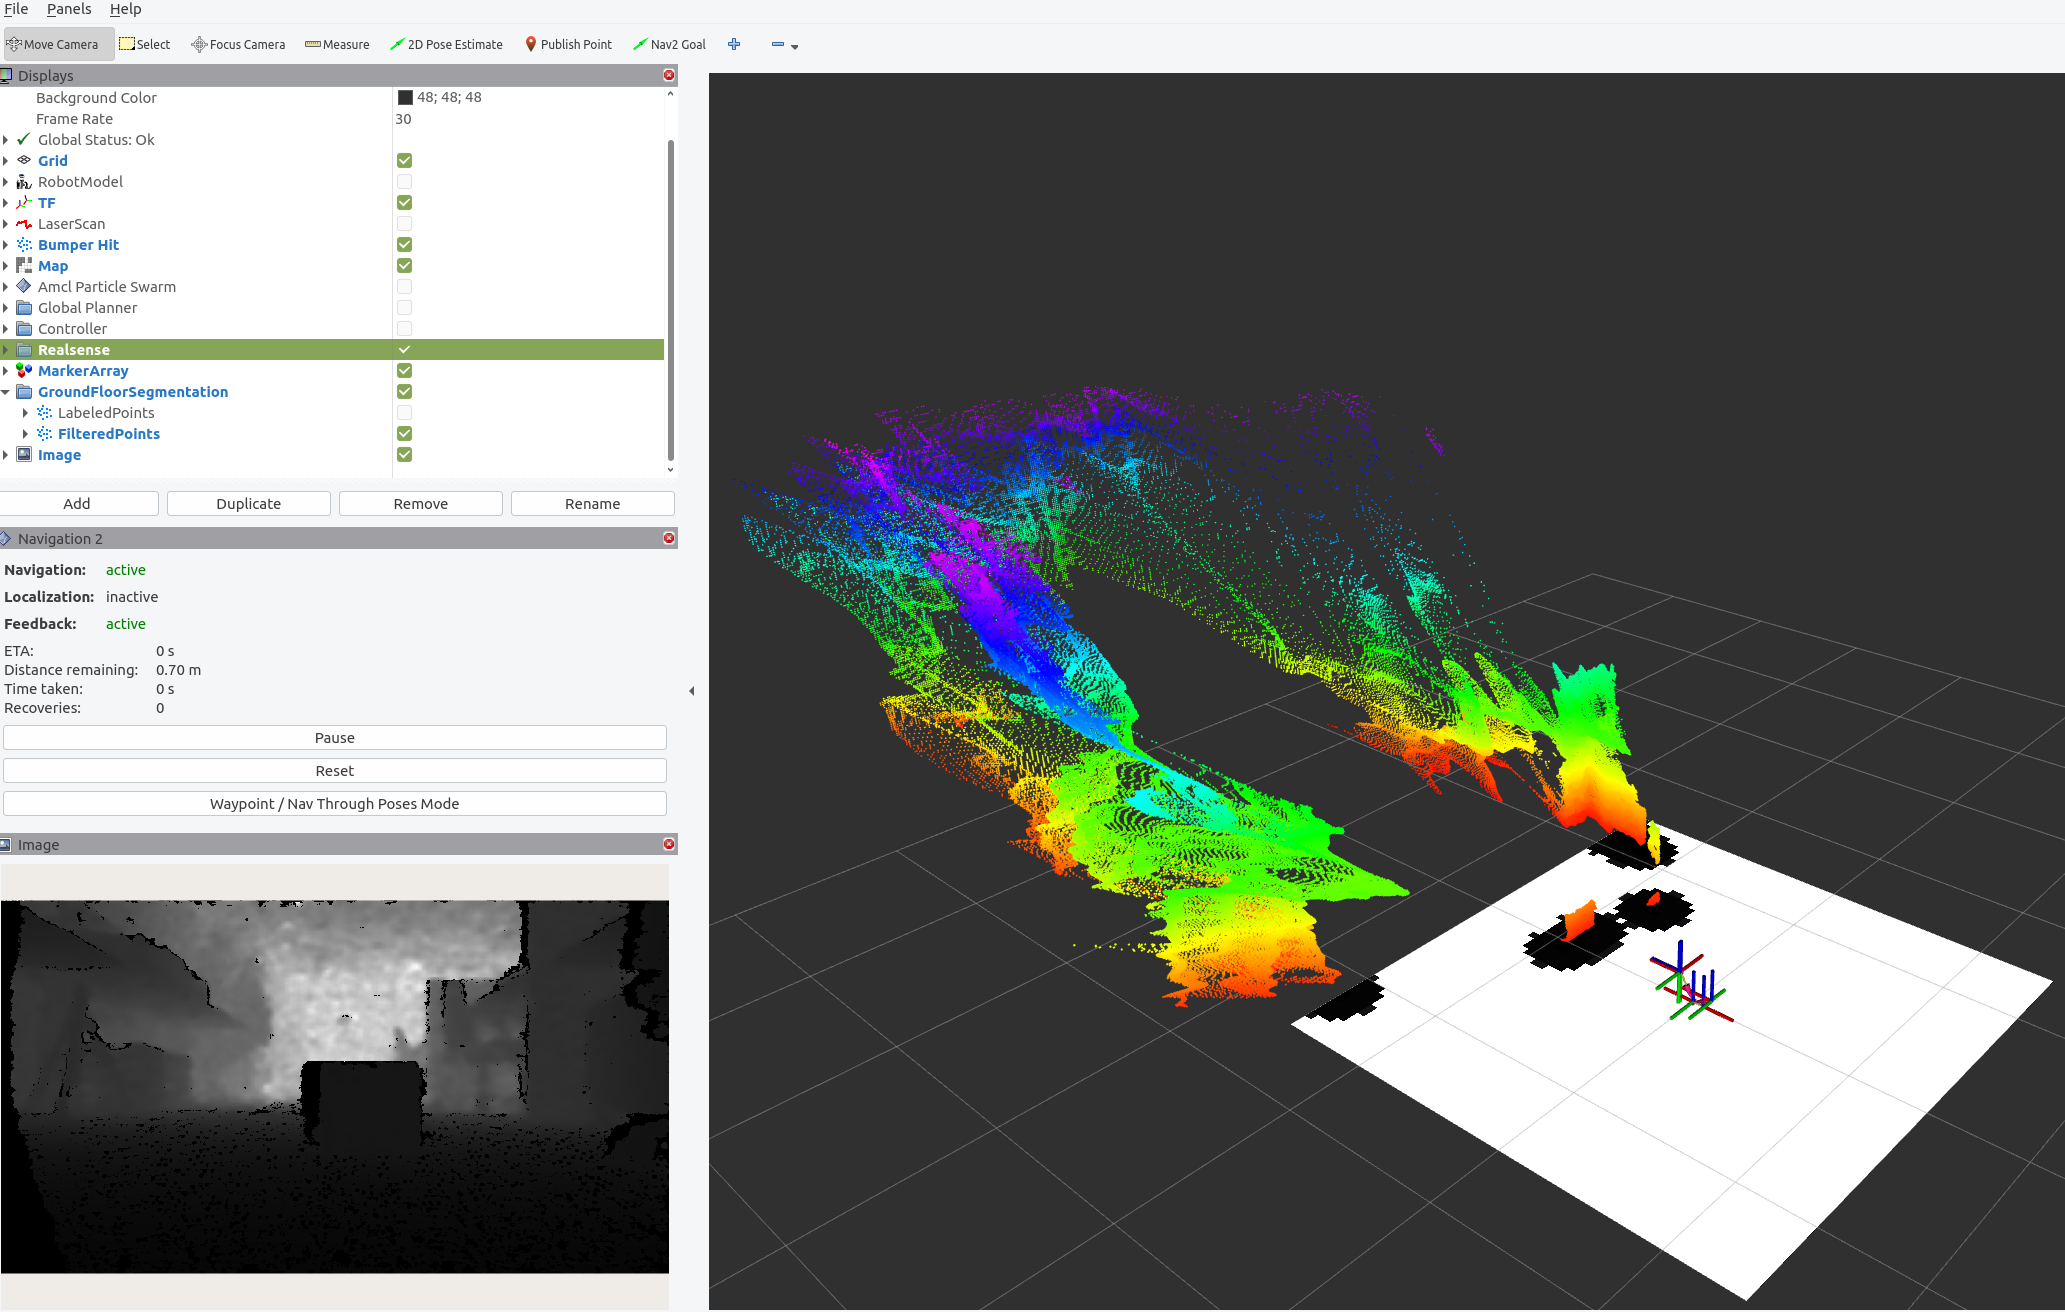 File Panels Help
Move Camera Select Focus Camera Measure 2D Pose Estimate Publish Point Nav2 Goal
Displays
Background Color 48; 48; 48
Frame Rate 30
Global Status: Ok
Grid
RobotModel
TF
LaserScan
Bumper Hit
Map
Amcl Particle Swarm
Global Planner
Controller
Realsense
MarkerArray
GroundFloorSegmentation
LabeledPoints
FilteredPoints
Image
Add Duplicate Remove Rename
Navigation 2
Navigation: active
Localization: inactive
Feedback: active
ETA: 0 s
Distance remaining: 0.70 m
Time taken: 0 s
Recoveries: 0
Pause
Reset
Waypoint / Nav Through Poses Mode
Image